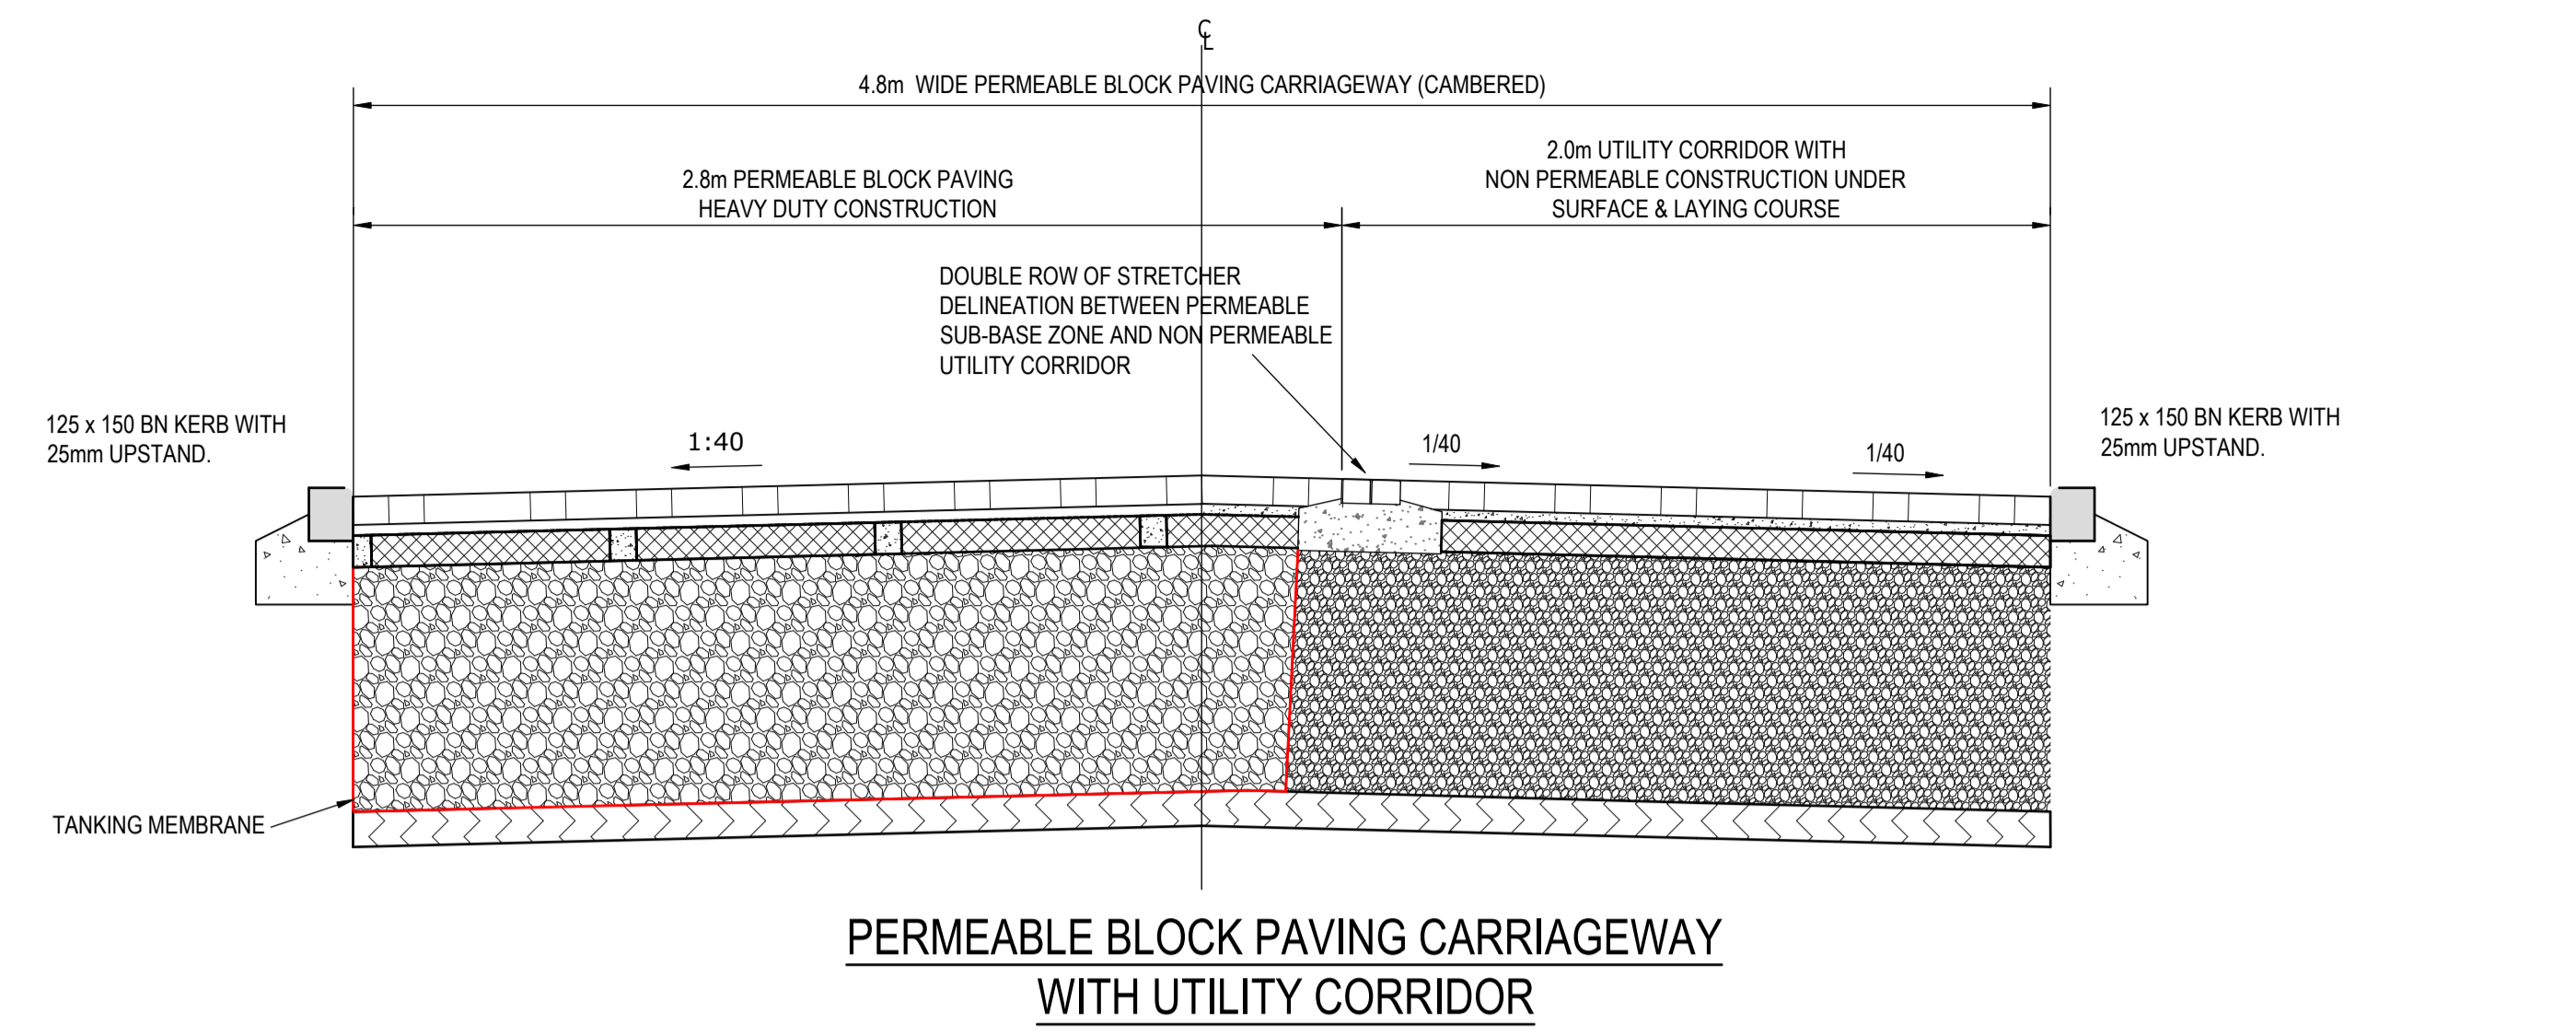 ℄
4.8m WIDE PERMEABLE BLOCK PAVING CARRIAGEWAY (CAMBERED)
2.8m PERMEABLE BLOCK PAVING
HEAVY DUTY CONSTRUCTION
2.0m UTILITY CORRIDOR WITH
NON PERMEABLE CONSTRUCTION UNDER
SURFACE & LAYING COURSE
DOUBLE ROW OF STRETCHER
DELINEATION BETWEEN PERMEABLE
SUB-BASE ZONE AND NON PERMEABLE
UTILITY CORRIDOR
125 x 150 BN KERB WITH
25mm UPSTAND.
1:40
1/40
1/40
125 x 150 BN KERB WITH
25mm UPSTAND.
TANKING MEMBRANE
PERMEABLE BLOCK PAVING CARRIAGEWAY
WITH UTILITY CORRIDOR